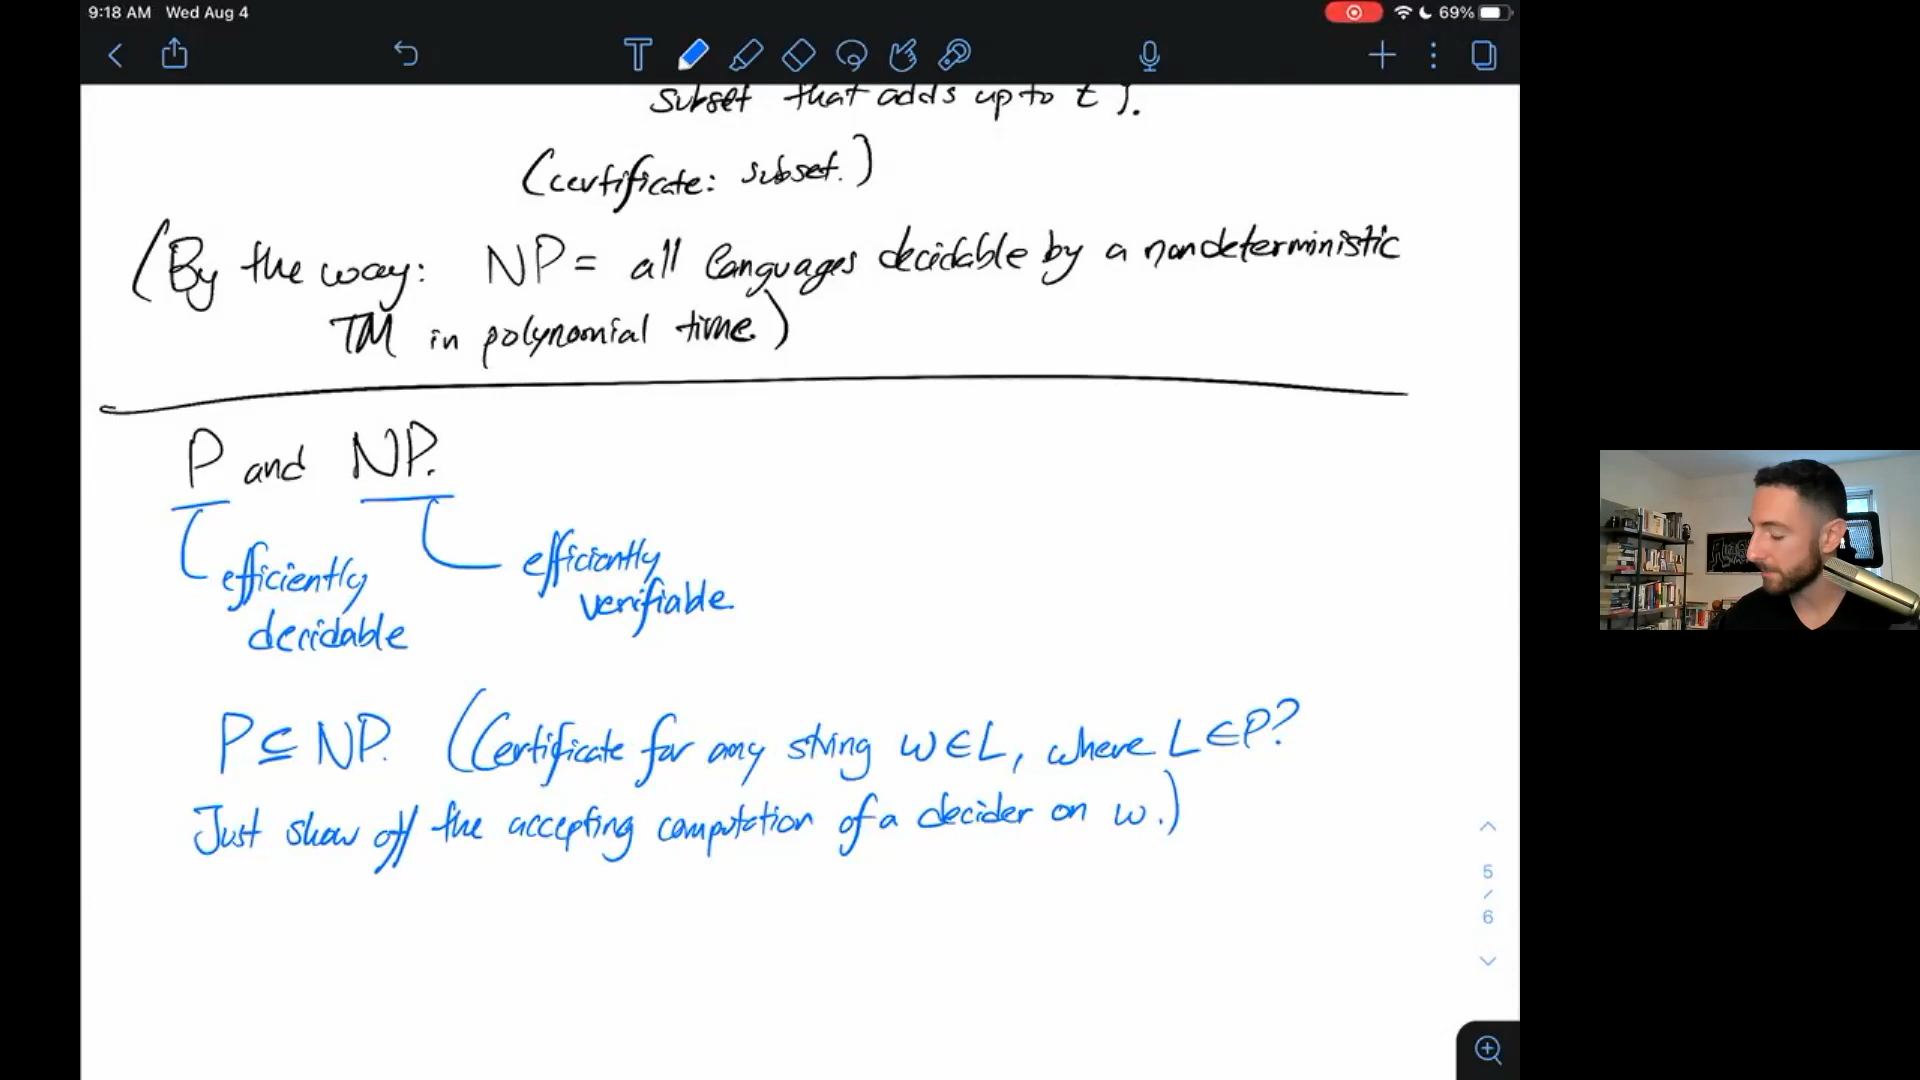 9:18 AM Wed Aug 4
69%
subset that adds up to t }.
(certificate: subset.)
(By the way: NP = all languages decidable by a nondeterministic
TM in polynomial time.)
P and NP.
efficiently
decidable
efficiently
verifiable
P ⊆ NP. (Certificate for any string w ∈ L, where L ∈ P?
Just show off the accepting computation of a decider on w.)
5
/
6